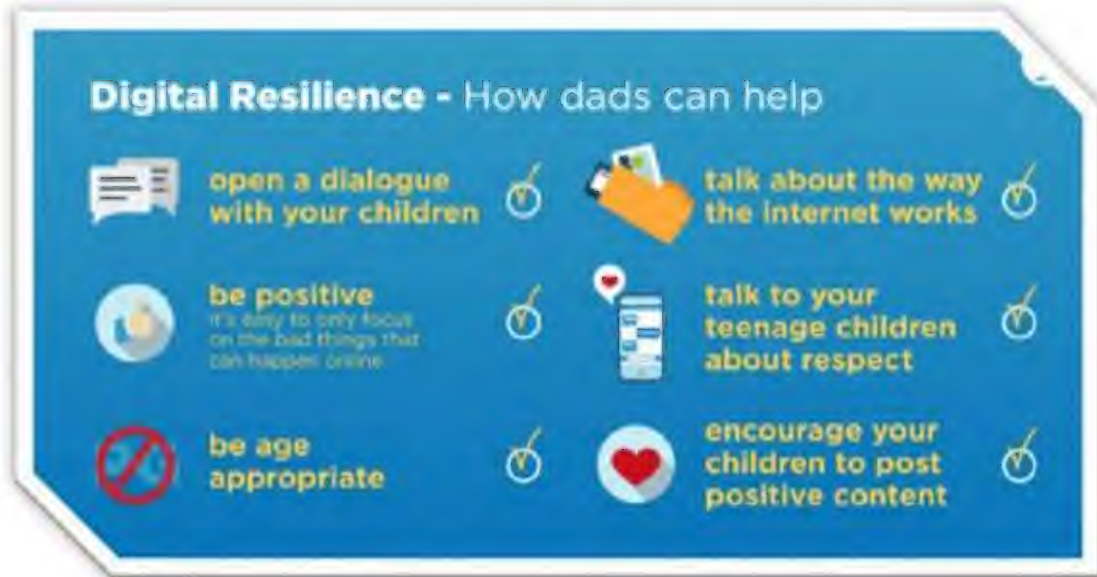 Digital Resilience - How dads can help
open a dialogue
with your children
be positive
it's easy to only focus
on the bad things that
can happen online
be age
appropriate
talk about the way
the internet works
talk to your
teenage children
about respect
encourage your
children to post
positive content